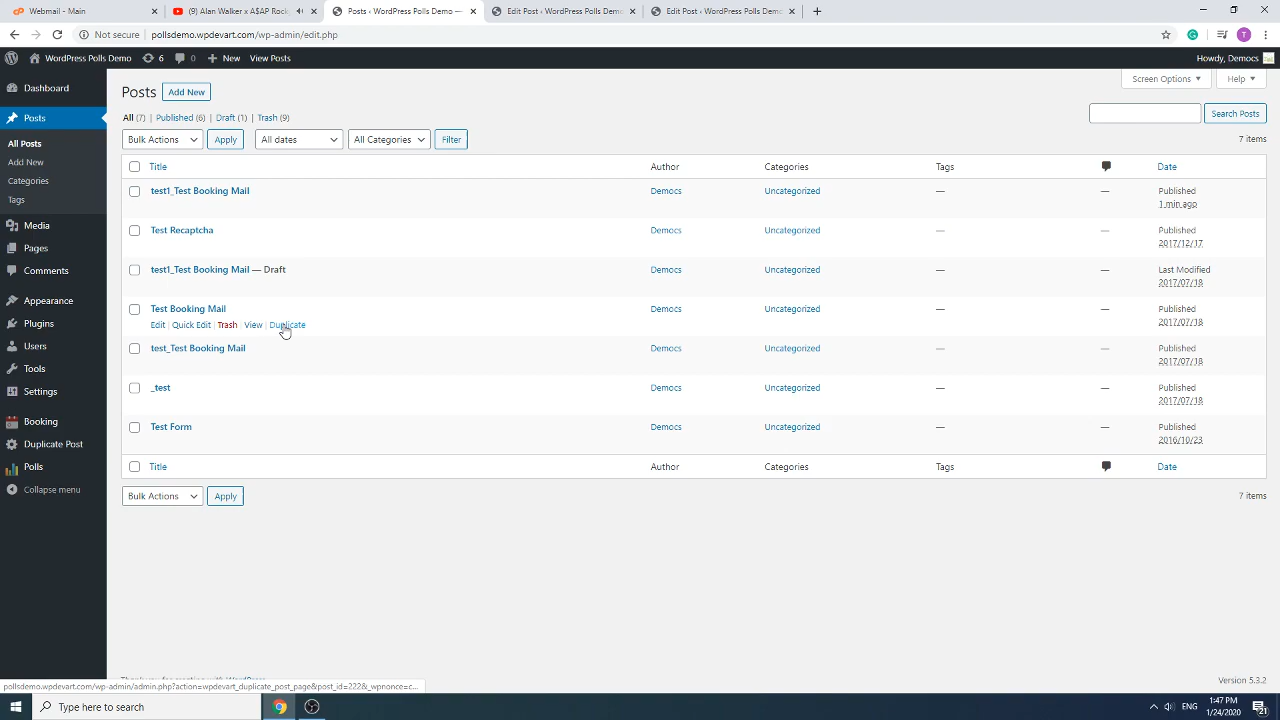 Webmail - Main
(9) Alan Walker x A$AP Rocky
Posts ‹ WordPress Polls Demo —
Edit Post ‹ WordPress Polls Demo
Edit Post ‹ WordPress Polls Demo
Not secure
pollsdemo.wpdevart.com/wp-admin/edit.php
T
WordPress Polls Demo 6 0 New View Posts
Howdy, Democs
Dashboard
Posts
All Posts
Add New
Categories
Tags
Media
Pages
Comments
Appearance
Plugins
Users
Tools
Settings
Booking
Duplicate Post
Polls
Collapse menu
Screen Options
Help
Posts Add New
All (7) | Published (6) | Draft (1) | Trash (9)
Search Posts
Bulk Actions Apply All dates All Categories Filter
7 items
Title Author Categories Tags Date
test1_Test Booking Mail Democs Uncategorized — — Published
1 min ago
Test Recaptcha Democs Uncategorized — — Published
2017/12/17
test1_Test Booking Mail — Draft Democs Uncategorized — — Last Modified
2017/07/18
Test Booking Mail Democs Uncategorized — — Published
Edit | Quick Edit | Trash | View | Duplicate 2017/07/18
test_Test Booking Mail Democs Uncategorized — — Published
2017/07/18
_test Democs Uncategorized — — Published
2017/07/18
Test Form Democs Uncategorized — — Published
2016/10/23
Title Author Categories Tags Date
Bulk Actions Apply
7 items
Version 5.3.2
pollsdemo.wpdevart.com/wp-admin/admin.php?action=wpdevart_duplicate_post_page&post_id=222&_wpnonce=c...
Type here to search
ENG
1:47 PM
1/24/2020